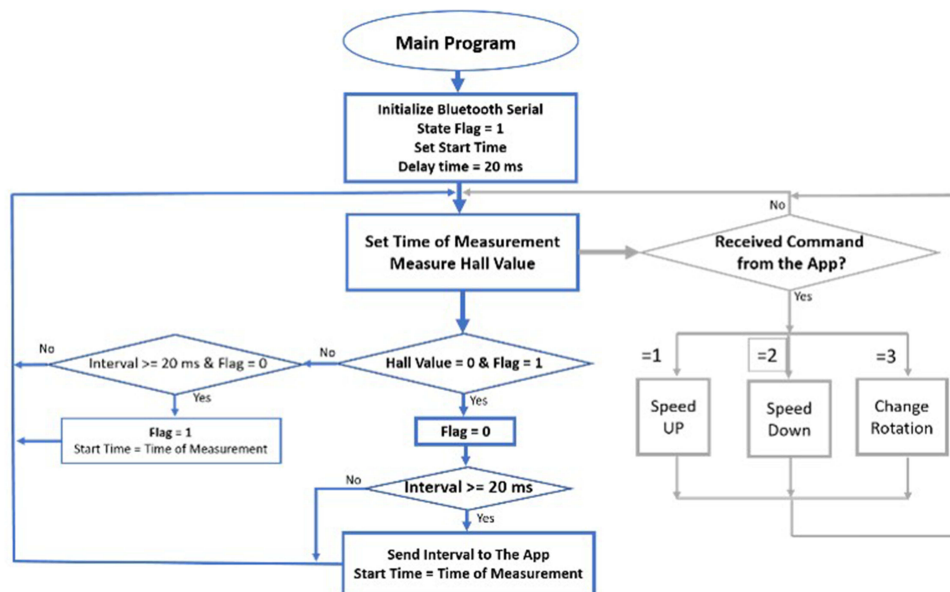 Main Program
Initialize Bluetooth Serial
State Flag = 1
Set Start Time
Delay time = 20 ms
Set Time of Measurement
Measure Hall Value
No
Received Command
from the App?
Yes
No
Interval >= 20 ms & Flag = 0
No
Hall Value = 0 & Flag = 1
Yes
Yes
Flag = 1
Start Time = Time of Measurement
Flag = 0
No
Interval >= 20 ms
Yes
Send Interval to The App
Start Time = Time of Measurement
=1
=2
=3
Speed
UP
Speed
Down
Change
Rotation